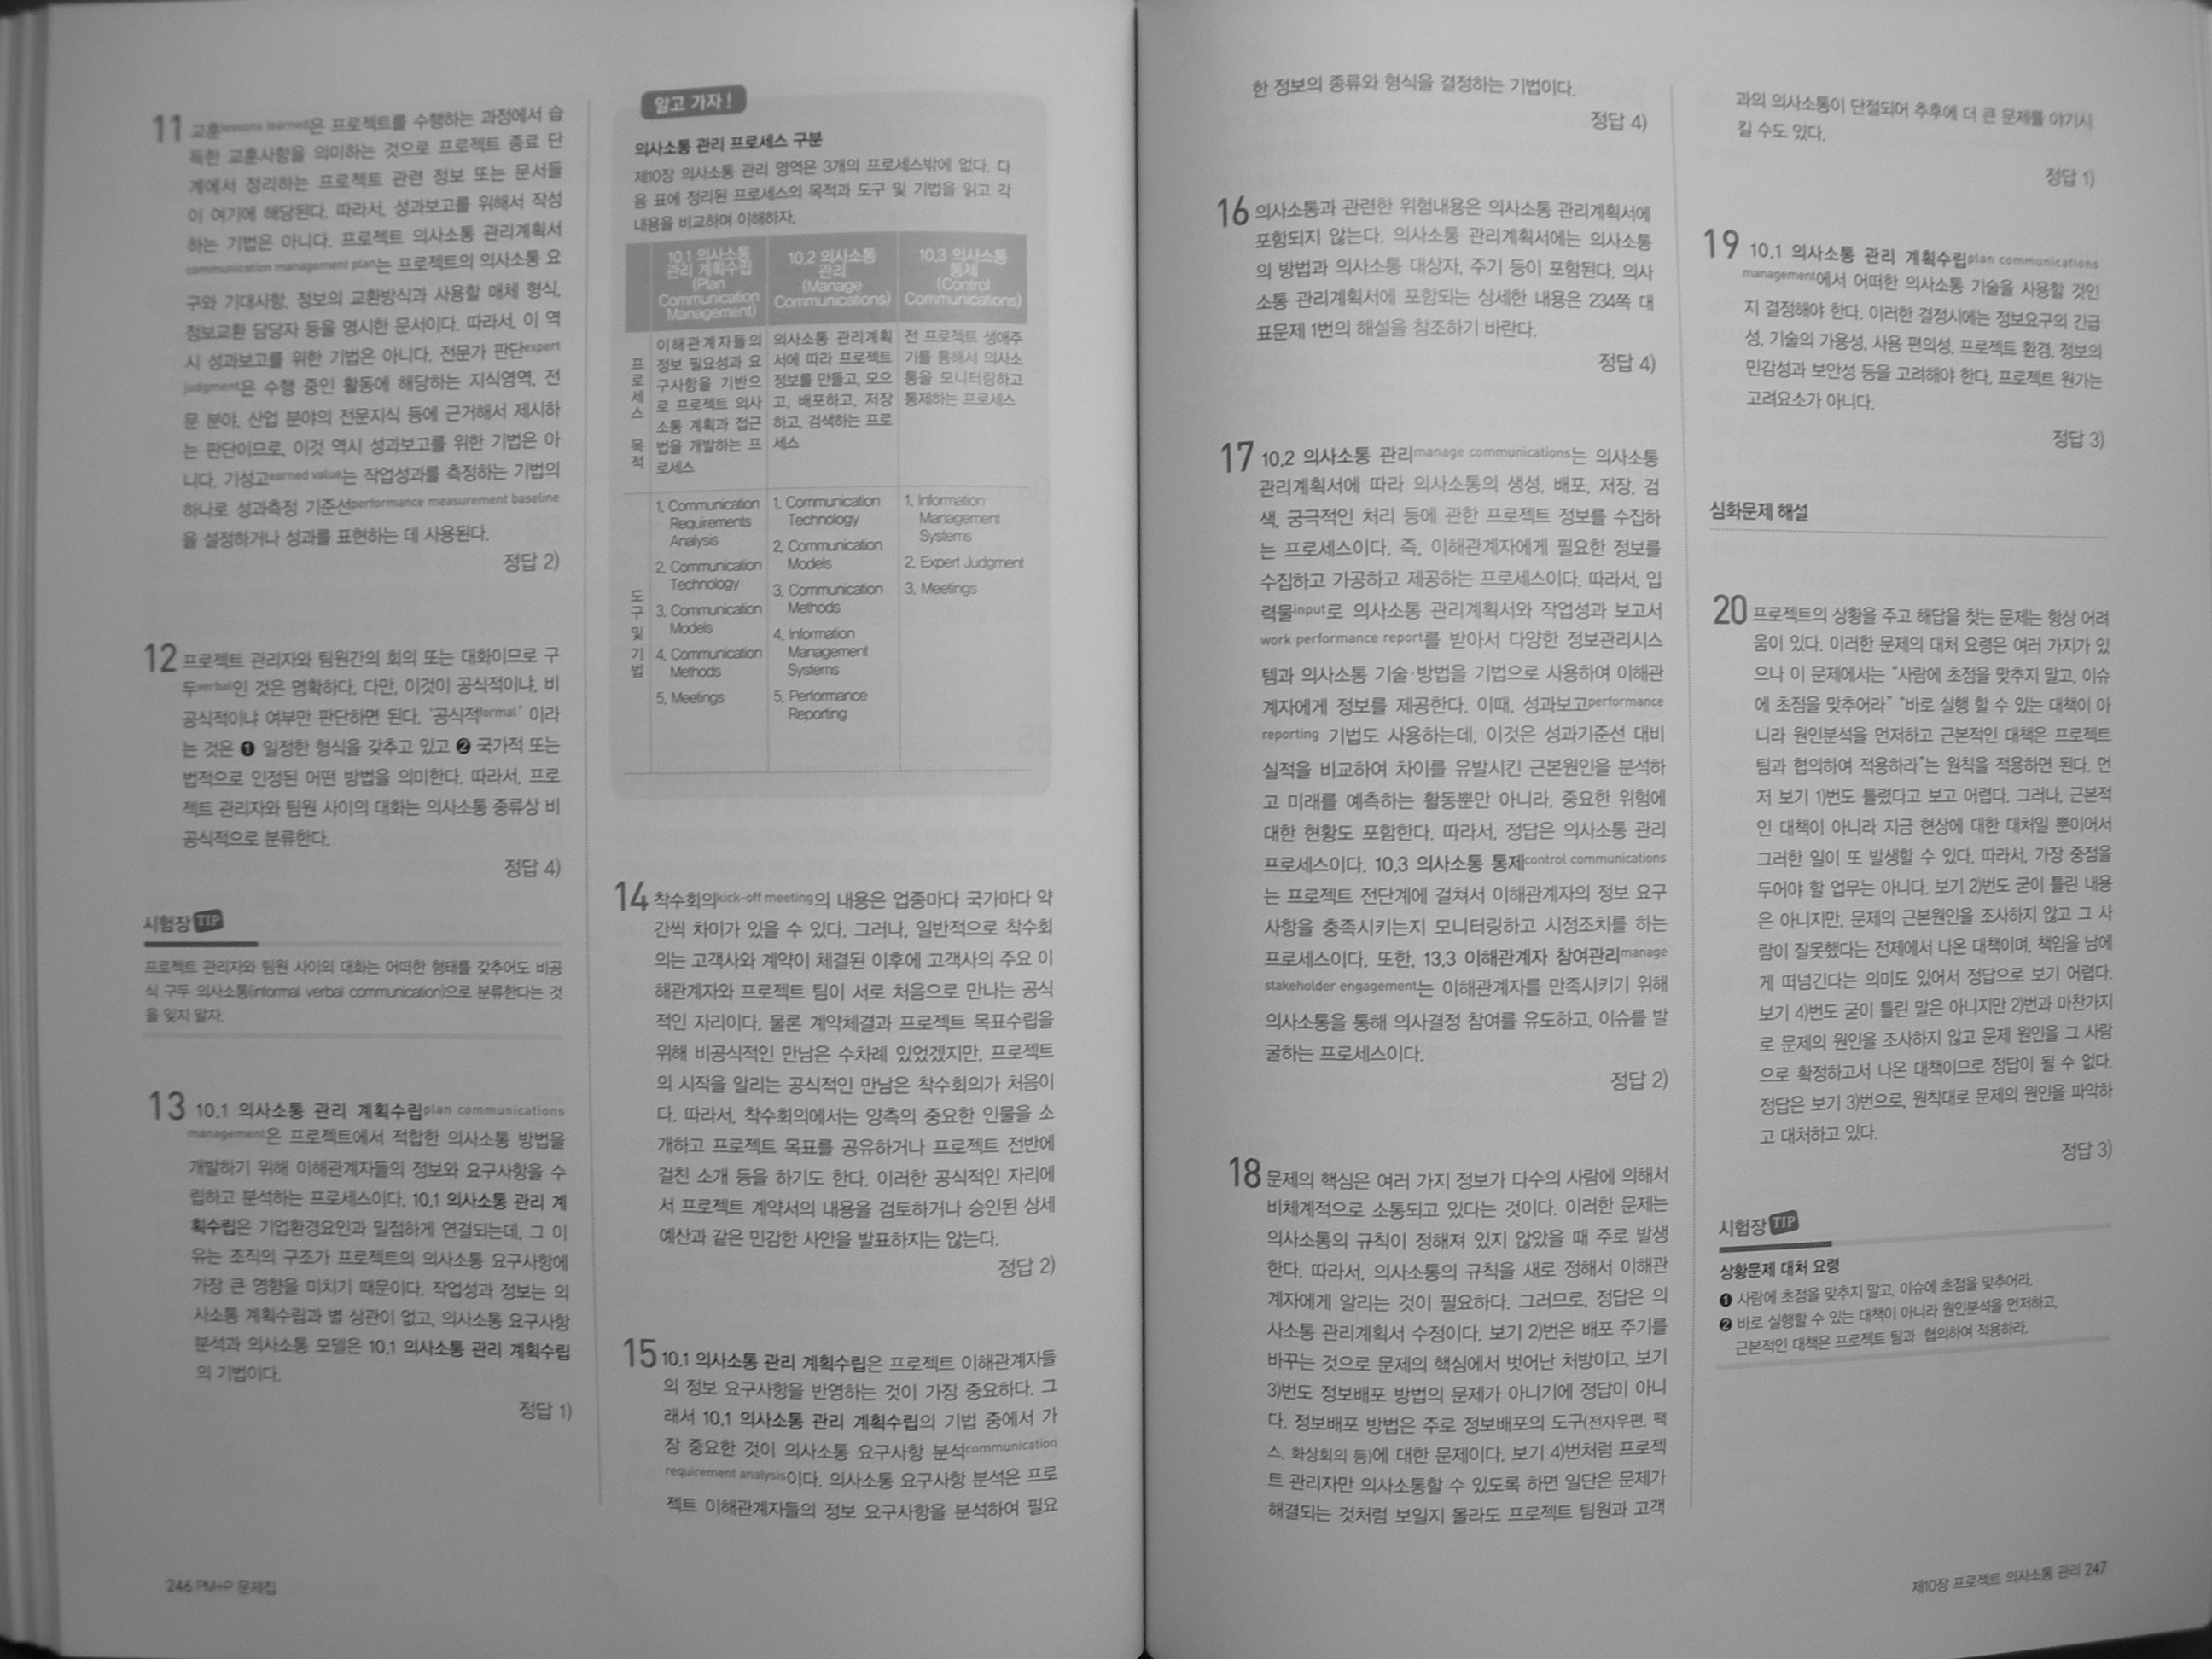 11 교훈lessons learned은 프로젝트를 수행하는 과정에서 습
득한 교훈사항을 의미하는 것으로 프로젝트 종료 단
계에서 정리하는 프로젝트 관련 정보 또는 문서들
이 여기에 해당된다. 따라서, 성과보고를 위해서 작성
하는 기법은 아니다. 프로젝트 의사소통 관리계획서
communication management plan는 프로젝트의 의사소통 요
구와 기대사항, 정보의 교환방식과 사용할 매체 형식,
정보교환 담당자 등을 명시한 문서이다. 따라서, 이 역
시 성과보고를 위한 기법은 아니다. 전문가 판단expert
judgment은 수행 중인 활동에 해당하는 지식영역, 전
문 분야, 산업 분야의 전문지식 등에 근거해서 제시하
는 판단이므로, 이것 역시 성과보고를 위한 기법은 아
니다. 기성고earned value는 작업성과를 측정하는 기법의
하나로 성과측정 기준선performance measurement baseline
을 설정하거나 성과를 표현하는 데 사용된다.
정답 2)
12 프로젝트 관리자와 팀원간의 회의 또는 대화이므로 구
두verbal인 것은 명확하다. 다만, 이것이 공식적이냐, 비
공식적이냐 여부만 판단하면 된다. ‘공식적formal’ 이라
는 것은 ❶ 일정한 형식을 갖추고 있고 ❷ 국가적 또는
법적으로 인정된 어떤 방법을 의미한다. 따라서, 프로
젝트 관리자와 팀원 사이의 대화는 의사소통 종류상 비
공식적으로 분류한다.
정답 4)
시험장 TIP
프로젝트 관리자와 팀원 사이의 대화는 어떠한 형태를 갖추어도 비공
식 구두 의사소통(informal verbal communication)으로 분류한다는 것
을 잊지 말자.
13 10.1 의사소통 관리 계획수립plan communications
management은 프로젝트에서 적합한 의사소통 방법을
개발하기 위해 이해관계자들의 정보와 요구사항을 수
립하고 분석하는 프로세스이다. 10.1 의사소통 관리 계
획수립은 기업환경요인과 밀접하게 연결되는데, 그 이
유는 조직의 구조가 프로젝트의 의사소통 요구사항에
가장 큰 영향을 미치기 때문이다. 작업성과 정보는 의
사소통 계획수립과 별 상관이 없고, 의사소통 요구사항
분석과 의사소통 모델은 10.1 의사소통 관리 계획수립
의 기법이다.
정답 1)
246 PM+P 문제집
알고 가자!
의사소통 관리 프로세스 구분
제10장 의사소통 관리 영역은 3개의 프로세스밖에 없다. 다
음 표에 정리된 프로세스의 목적과 도구 및 기법을 읽고 각
내용을 비교하며 이해하자.
10.1 의사소통
관리 계획수립
(Plan
Communication
Management)
10.2 의사소통
관리
(Manage
Communications)
10.3 의사소통
통제
(Control
Communications)
프로세스 목적
이해관계자들의
정보 필요성과 요
구사항을 기반으
로 프로젝트 의사
소통 계획과 접근
법을 개발하는 프
로세스
의사소통 관리계획
서에 따라 프로젝트
정보를 만들고, 모으
고, 배포하고, 저장
하고, 검색하는 프로
세스
전 프로젝트 생애주
기를 통해서 의사소
통을 모니터링하고
통제하는 프로세스
도구 및 기법
1. Communication
Requirements
Analysis
2. Communication
Technology
3. Communication
Models
4. Communication
Methods
5. Meetings
1. Communication
Technology
2. Communication
Models
3. Communication
Methods
4. Information
Management
Systems
5. Performance
Reporting
1. Information
Management
Systems
2. Expert Judgment
3. Meetings
14 착수회의kick-off meeting의 내용은 업종마다 국가마다 약
간씩 차이가 있을 수 있다. 그러나, 일반적으로 착수회
의는 고객사와 계약이 체결된 이후에 고객사의 주요 이
해관계자와 프로젝트 팀이 서로 처음으로 만나는 공식
적인 자리이다. 물론 계약체결과 프로젝트 목표수립을
위해 비공식적인 만남은 수차례 있었겠지만, 프로젝트
의 시작을 알리는 공식적인 만남은 착수회의가 처음이
다. 따라서, 착수회의에서는 양측의 중요한 인물을 소
개하고 프로젝트 목표를 공유하거나 프로젝트 전반에
걸친 소개 등을 하기도 한다. 이러한 공식적인 자리에
서 프로젝트 계약서의 내용을 검토하거나 승인된 상세
예산과 같은 민감한 사안을 발표하지는 않는다.
정답 2)
15 10.1 의사소통 관리 계획수립은 프로젝트 이해관계자들
의 정보 요구사항을 반영하는 것이 가장 중요하다. 그
래서 10.1 의사소통 관리 계획수립의 기법 중에서 가
장 중요한 것이 의사소통 요구사항 분석communication
requirement analysis이다. 의사소통 요구사항 분석은 프로
젝트 이해관계자들의 정보 요구사항을 분석하여 필요
한 정보의 종류와 형식을 결정하는 기법이다.
정답 4)
16 의사소통과 관련한 위험내용은 의사소통 관리계획서에
포함되지 않는다. 의사소통 관리계획서에는 의사소통
의 방법과 의사소통 대상자, 주기 등이 포함된다. 의사
소통 관리계획서에 포함되는 상세한 내용은 234쪽 대
표문제 1번의 해설을 참조하기 바란다.
정답 4)
17 10.2 의사소통 관리manage communications는 의사소통
관리계획서에 따라 의사소통의 생성, 배포, 저장, 검
색, 궁극적인 처리 등에 관한 프로젝트 정보를 수집하
는 프로세스이다. 즉, 이해관계자에게 필요한 정보를
수집하고 가공하고 제공하는 프로세스이다. 따라서, 입
력물input로 의사소통 관리계획서와 작업성과 보고서
work performance report를 받아서 다양한 정보관리시스
템과 의사소통 기술·방법을 기법으로 사용하여 이해관
계자에게 정보를 제공한다. 이때, 성과보고performance
reporting 기법도 사용하는데, 이것은 성과기준선 대비
실적을 비교하여 차이를 유발시킨 근본원인을 분석하
고 미래를 예측하는 활동뿐만 아니라, 중요한 위험에
대한 현황도 포함한다. 따라서, 정답은 의사소통 관리
프로세스이다. 10.3 의사소통 통제control communications
는 프로젝트 전단계에 걸쳐서 이해관계자의 정보 요구
사항을 충족시키는지 모니터링하고 시정조치를 하는
프로세스이다. 또한, 13.3 이해관계자 참여관리manage
stakeholder engagement는 이해관계자를 만족시키기 위해
의사소통을 통해 의사결정 참여를 유도하고, 이슈를 발
굴하는 프로세스이다.
정답 2)
18 문제의 핵심은 여러 가지 정보가 다수의 사람에 의해서
비체계적으로 소통되고 있다는 것이다. 이러한 문제는
의사소통의 규칙이 정해져 있지 않았을 때 주로 발생
한다. 따라서, 의사소통의 규칙을 새로 정해서 이해관
계자에게 알리는 것이 필요하다. 그러므로, 정답은 의
사소통 관리계획서 수정이다. 보기 2)번은 배포 주기를
바꾸는 것으로 문제의 핵심에서 벗어난 처방이고, 보기
3)번도 정보배포 방법의 문제가 아니기에 정답이 아니
다. 정보배포 방법은 주로 정보배포의 도구(전자우편, 팩
스, 화상회의 등)에 대한 문제이다. 보기 4)번처럼 프로젝
트 관리자만 의사소통할 수 있도록 하면 일단은 문제가
해결되는 것처럼 보일지 몰라도 프로젝트 팀원과 고객
과의 의사소통이 단절되어 추후에 더 큰 문제를 야기시
킬 수도 있다.
정답 1)
19 10.1 의사소통 관리 계획수립plan communications
management에서 어떠한 의사소통 기술을 사용할 것인
지 결정해야 한다. 이러한 결정시에는 정보요구의 긴급
성, 기술의 가용성, 사용 편의성, 프로젝트 환경, 정보의
민감성과 보안성 등을 고려해야 한다. 프로젝트 원가는
고려요소가 아니다.
정답 3)
심화문제 해설
20 프로젝트의 상황을 주고 해답을 찾는 문제는 항상 어려
움이 있다. 이러한 문제의 대처 요령은 여러 가지가 있
으나 이 문제에서는 “사람에 초점을 맞추지 말고, 이슈
에 초점을 맞추어라” “바로 실행 할 수 있는 대책이 아
니라 원인분석을 먼저하고 근본적인 대책은 프로젝트
팀과 협의하여 적용하라”는 원칙을 적용하면 된다. 먼
저 보기 1)번도 틀렸다고 보고 어렵다. 그러나, 근본적
인 대책이 아니라 지금 현상에 대한 대처일 뿐이어서
그러한 일이 또 발생할 수 있다. 따라서, 가장 중점을
두어야 할 업무는 아니다. 보기 2)번도 굳이 틀린 내용
은 아니지만, 문제의 근본원인을 조사하지 않고 그 사
람이 잘못했다는 전제에서 나온 대책이며, 책임을 남에
게 떠넘긴다는 의미도 있어서 정답으로 보기 어렵다.
보기 4)번도 굳이 틀린 말은 아니지만 2)번과 마찬가지
로 문제의 원인을 조사하지 않고 문제 원인을 그 사람
으로 확정하고서 나온 대책이므로 정답이 될 수 없다.
정답은 보기 3)번으로, 원칙대로 문제의 원인을 파악하
고 대처하고 있다.
정답 3)
시험장 TIP
상황문제 대처 요령
❶ 사람에 초점을 맞추지 말고, 이슈에 초점을 맞추어라.
❷ 바로 실행할 수 있는 대책이 아니라 원인분석을 먼저하고,
근본적인 대책은 프로젝트 팀과 협의하여 적용하라.
제10장 프로젝트 의사소통 관리 247